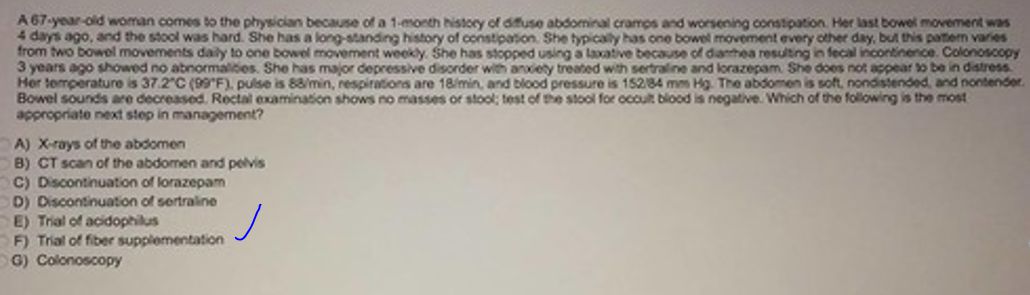 A 67-year-old woman comes to the physician because of a 1-month history of diffuse abdominal cramps and worsening constipation. Her last bowel movement was
4 days ago, and the stool was hard. She has a long-standing history of constipation. She typically has one bowel movement every other day, but this pattern varies
from two bowel movements daily to one bowel movement weekly. She has stopped using a laxative because of diarrhea resulting in fecal incontinence. Colonoscopy
3 years ago showed no abnormalities. She has major depressive disorder with anxiety treated with sertraline and lorazepam. She does not appear to be in distress.
Her temperature is 37.2°C (99°F), pulse is 88/min, respirations are 18/min, and blood pressure is 152/84 mm Hg. The abdomen is soft, nondistended, and nontender.
Bowel sounds are decreased. Rectal examination shows no masses or stool; test of the stool for occult blood is negative. Which of the following is the most
appropriate next step in management?
A) X-rays of the abdomen
B) CT scan of the abdomen and pelvis
C) Discontinuation of lorazepam
D) Discontinuation of sertraline
E) Trial of acidophilus
F) Trial of fiber supplementation
G) Colonoscopy